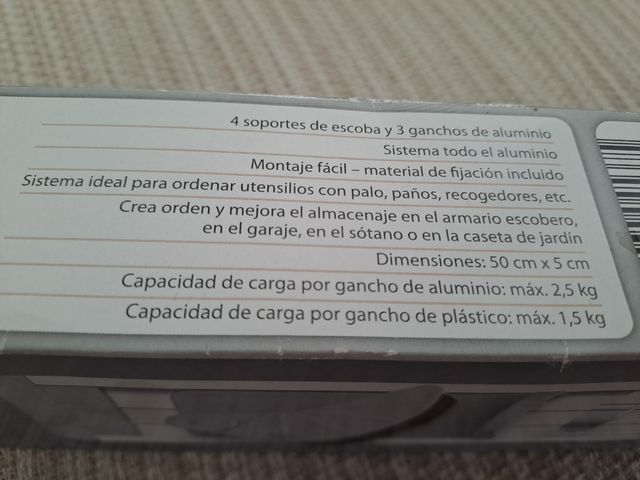 4 soportes de escoba y 3 ganchos de aluminio
Sistema todo el aluminio
Montaje fácil – material de fijación incluido
Sistema ideal para ordenar utensilios con palo, paños, recogedores, etc.
Crea orden y mejora el almacenaje en el armario escobero,
en el garaje, en el sótano o en la caseta de jardín
Dimensiones: 50 cm x 5 cm
Capacidad de carga por gancho de aluminio: máx. 2,5 kg
Capacidad de carga por gancho de plástico: máx. 1,5 kg